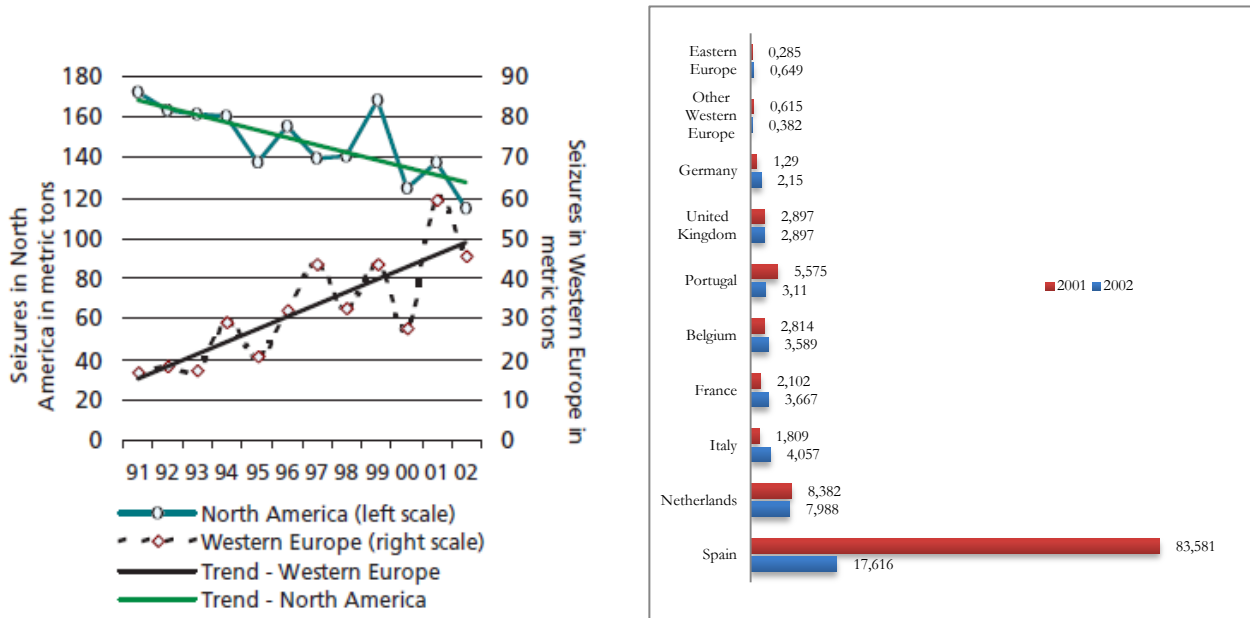 Seizures in North
America in metric tons
180
160
140
120
100
80
60
40
20
0
90
80
70
60
50
40
30
20
10
0
Seizures in Western Europe in
metric tons
91 92 93 94 95 96 97 98 99 00 01 02
North America (left scale)
Western Europe (right scale)
Trend - Western Europe
Trend - North America
Eastern
Europe
0,285
0,649
Other
Western
Europe
0,615
0,382
Germany
1,29
2,15
United
Kingdom
2,897
2,897
Portugal
5,575
3,11
Belgium
2,814
3,589
France
2,102
3,667
Italy
1,809
4,057
Netherlands
8,382
7,988
Spain
83,581
17,616
2001 2002